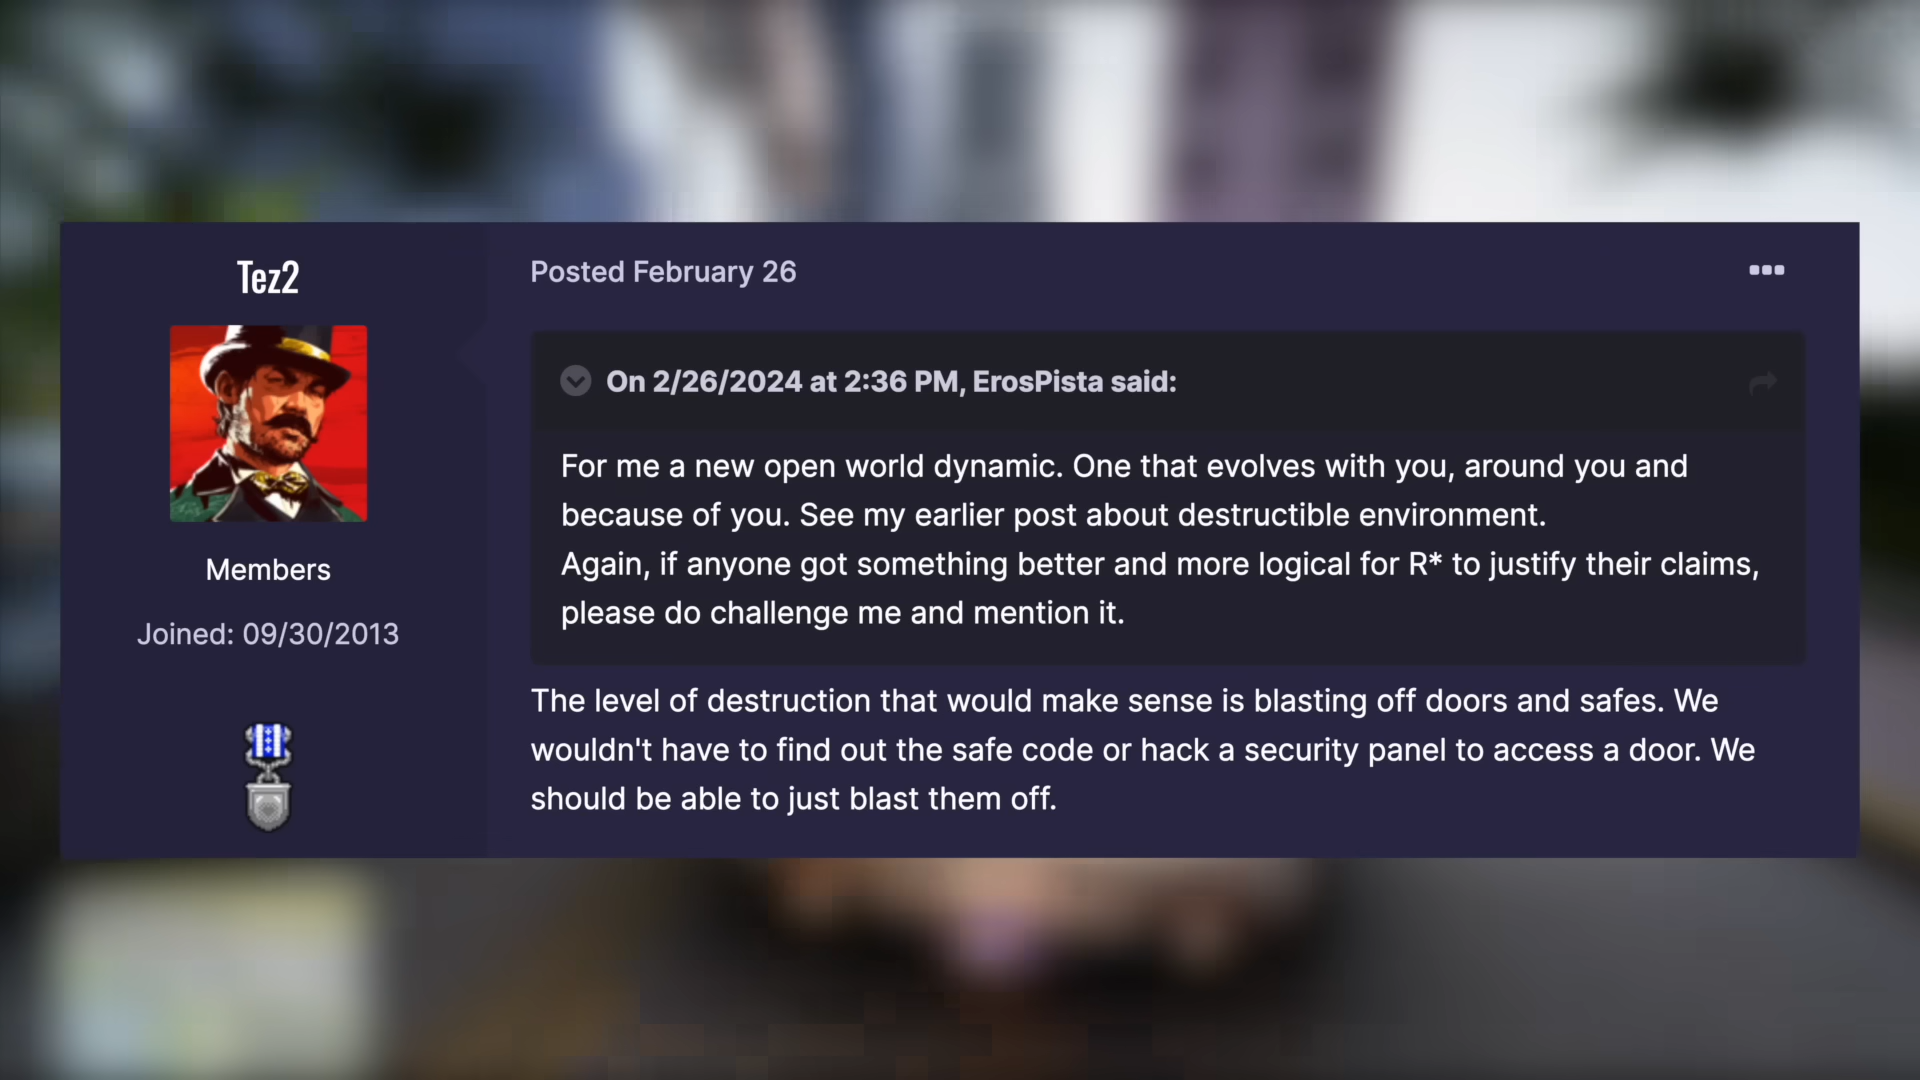 Tez2
Members
Joined: 09/30/2013
Posted February 26
On 2/26/2024 at 2:36 PM, ErosPista said:
For me a new open world dynamic. One that evolves with you, around you and
because of you. See my earlier post about destructible environment.
Again, if anyone got something better and more logical for R* to justify their claims,
please do challenge me and mention it.
The level of destruction that would make sense is blasting off doors and safes. We
wouldn't have to find out the safe code or hack a security panel to access a door. We
should be able to just blast them off.